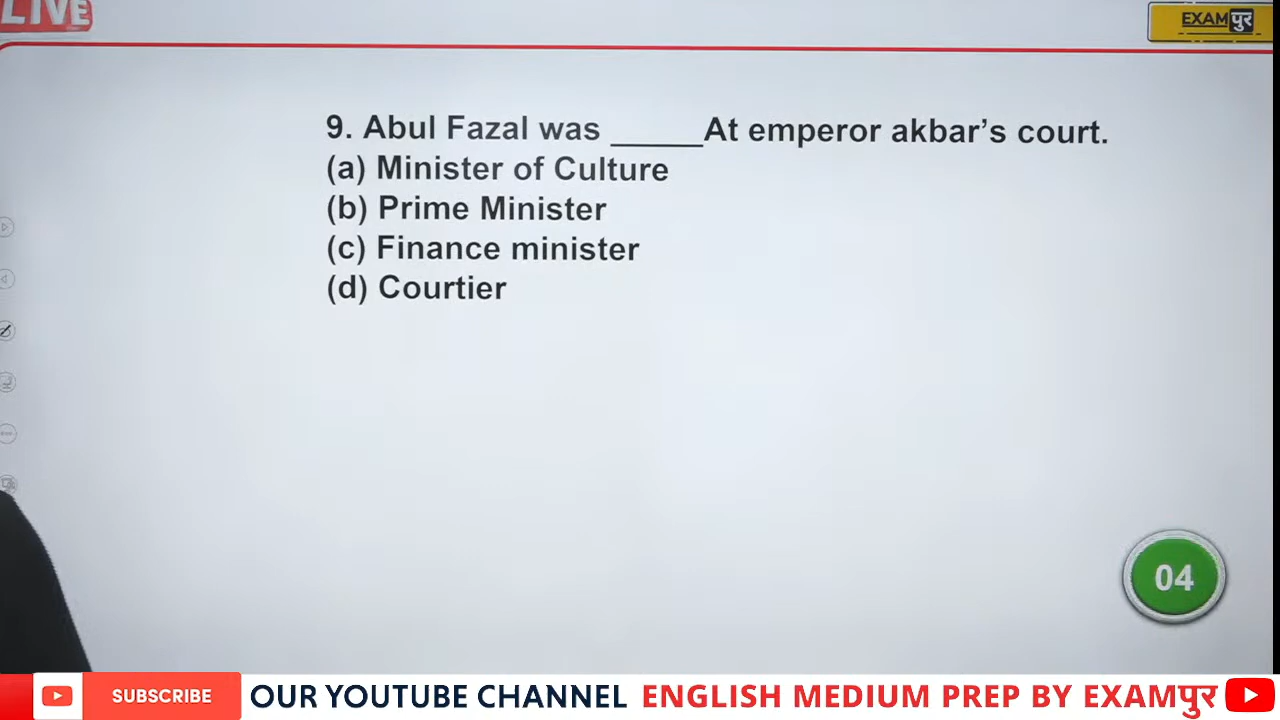 LIVE
EXAMपुर
9. Abul Fazal was _____At emperor akbar’s court.
(a) Minister of Culture
(b) Prime Minister
(c) Finance minister
(d) Courtier
04
SUBSCRIBE OUR YOUTUBE CHANNEL ENGLISH MEDIUM PREP BY EXAMपुर